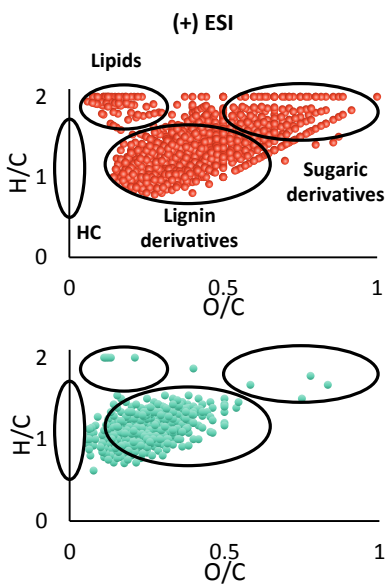 (+) ESI
Lipids
2
1
0
H/C
HC
Lignin
derivatives
Sugaric
derivatives
0
0.5
1
O/C
2
1
0
H/C
0
0.5
1
O/C